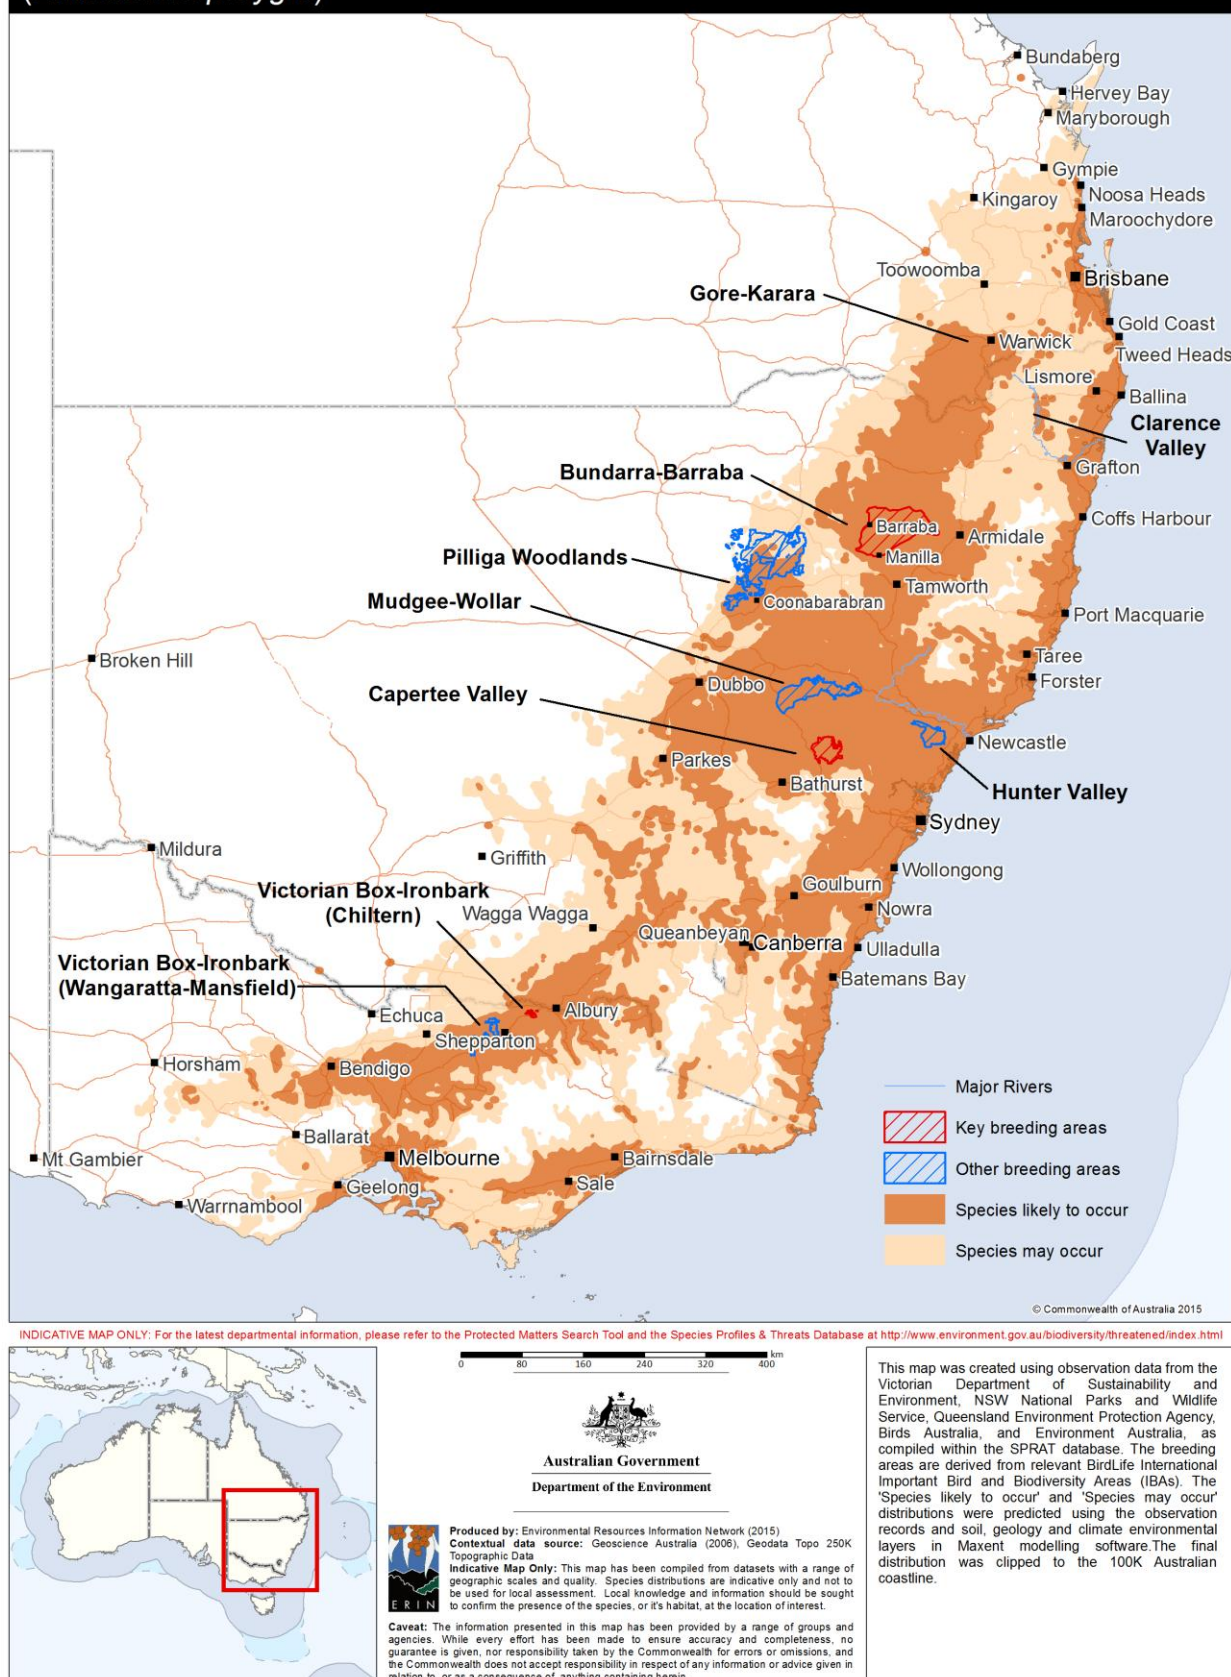 Bundaberg
Hervey Bay
Maryborough
Gympie
Noosa Heads
Kingaroy
Maroochydore
Toowoomba
Brisbane
Gore-Karara
Gold Coast
Warwick
Tweed Heads
Lismore
Ballina
Clarence
Valley
Bundarra-Barraba
Grafton
Barraba
Coffs Harbour
Armidale
Pilliga Woodlands
Manilla
Tamworth
Mudgee-Wollar
Coonabarabran
Port Macquarie
Broken Hill
Taree
Dubbo
Forster
Capertee Valley
Newcastle
Parkes
Bathurst
Hunter Valley
Sydney
Mildura
Griffith
Wollongong
Victorian Box-Ironbark
(Chiltern)
Goulburn
Nowra
Wagga Wagga
Queanbeyan
Canberra
Ulladulla
Victorian Box-Ironbark
(Wangaratta-Mansfield)
Batemans Bay
Echuca
Albury
Shepparton
Horsham
Bendigo
Major Rivers
Key breeding areas
Ballarat
Mt Gambier
Melbourne
Bairnsdale
Other breeding areas
Geelong
Sale
Warrnambool
Species likely to occur
Species may occur
© Commonwealth of Australia 2015
INDICATIVE MAP ONLY: For the latest departmental information, please refer to the Protected Matters Search Tool and the Species Profiles & Threats Database at http://www.environment.gov.au/biodiversity/threatened/index.html
km
0 80 160 240 320 400
Australian Government
Department of the Environment
ERIN
Produced by: Environmental Resources Information Network (2015)
Contextual data source: Geoscience Australia (2006), Geodata Topo 250K
Topographic Data
Indicative Map Only: This map has been compiled from datasets with a range of
geographic scales and quality. Species distributions are indicative only and not to
be used for local assessment. Local knowledge and information should be sought
to confirm the presence of the species, or it's habitat, at the location of interest.
Caveat: The information presented in this map has been provided by a range of groups and
agencies. While every effort has been made to ensure accuracy and completeness, no
guarantee is given, nor responsibility taken by the Commonwealth for errors or omissions, and
the Commonwealth does not accept responsibility in respect of any information or advice given in
relation to, or as a consequence of, anything containing herein.
This map was created using observation data from the
Victorian Department of Sustainability and
Environment, NSW National Parks and Wildlife
Service, Queensland Environment Protection Agency,
Birds Australia, and Environment Australia, as
compiled within the SPRAT database. The breeding
areas are derived from relevant BirdLife International
Important Bird and Biodiversity Areas (IBAs). The
'Species likely to occur' and 'Species may occur'
distributions were predicted using the observation
records and soil, geology and climate environmental
layers in Maxent modelling software.The final
distribution was clipped to the 100K Australian
coastline.